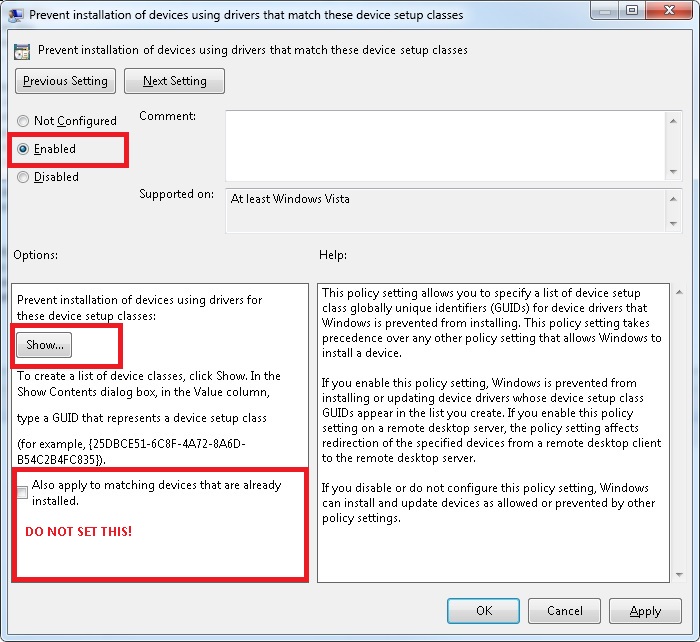 Prevent installation of devices using drivers that match these device setup classes
Prevent installation of devices using drivers that match these device setup classes
Previous Setting
Next Setting
Not Configured
Comment:
Enabled
Disabled
Supported on:
At least Windows Vista
Options:
Help:
Prevent installation of devices using drivers for
these device setup classes:
Show...
To create a list of device classes, click Show. In the
Show Contents dialog box, in the Value column,
type a GUID that represents a device setup class
(for example, {25DBCE51-6C8F-4A72-8A6D-
B54C2B4FC835}).
Also apply to matching devices that are already
installed.
DO NOT SET THIS!
This policy setting allows you to specify a list of device setup
class globally unique identifiers (GUIDs) for device drivers that
Windows is prevented from installing. This policy setting takes
precedence over any other policy setting that allows Windows to
install a device.
If you enable this policy setting, Windows is prevented from
installing or updating device drivers whose device setup class
GUIDs appear in the list you create. If you enable this policy
setting on a remote desktop server, the policy setting affects
redirection of the specified devices from a remote desktop client
to the remote desktop server.
If you disable or do not configure this policy setting, Windows
can install and update devices as allowed or prevented by other
policy settings.
OK
Cancel
Apply